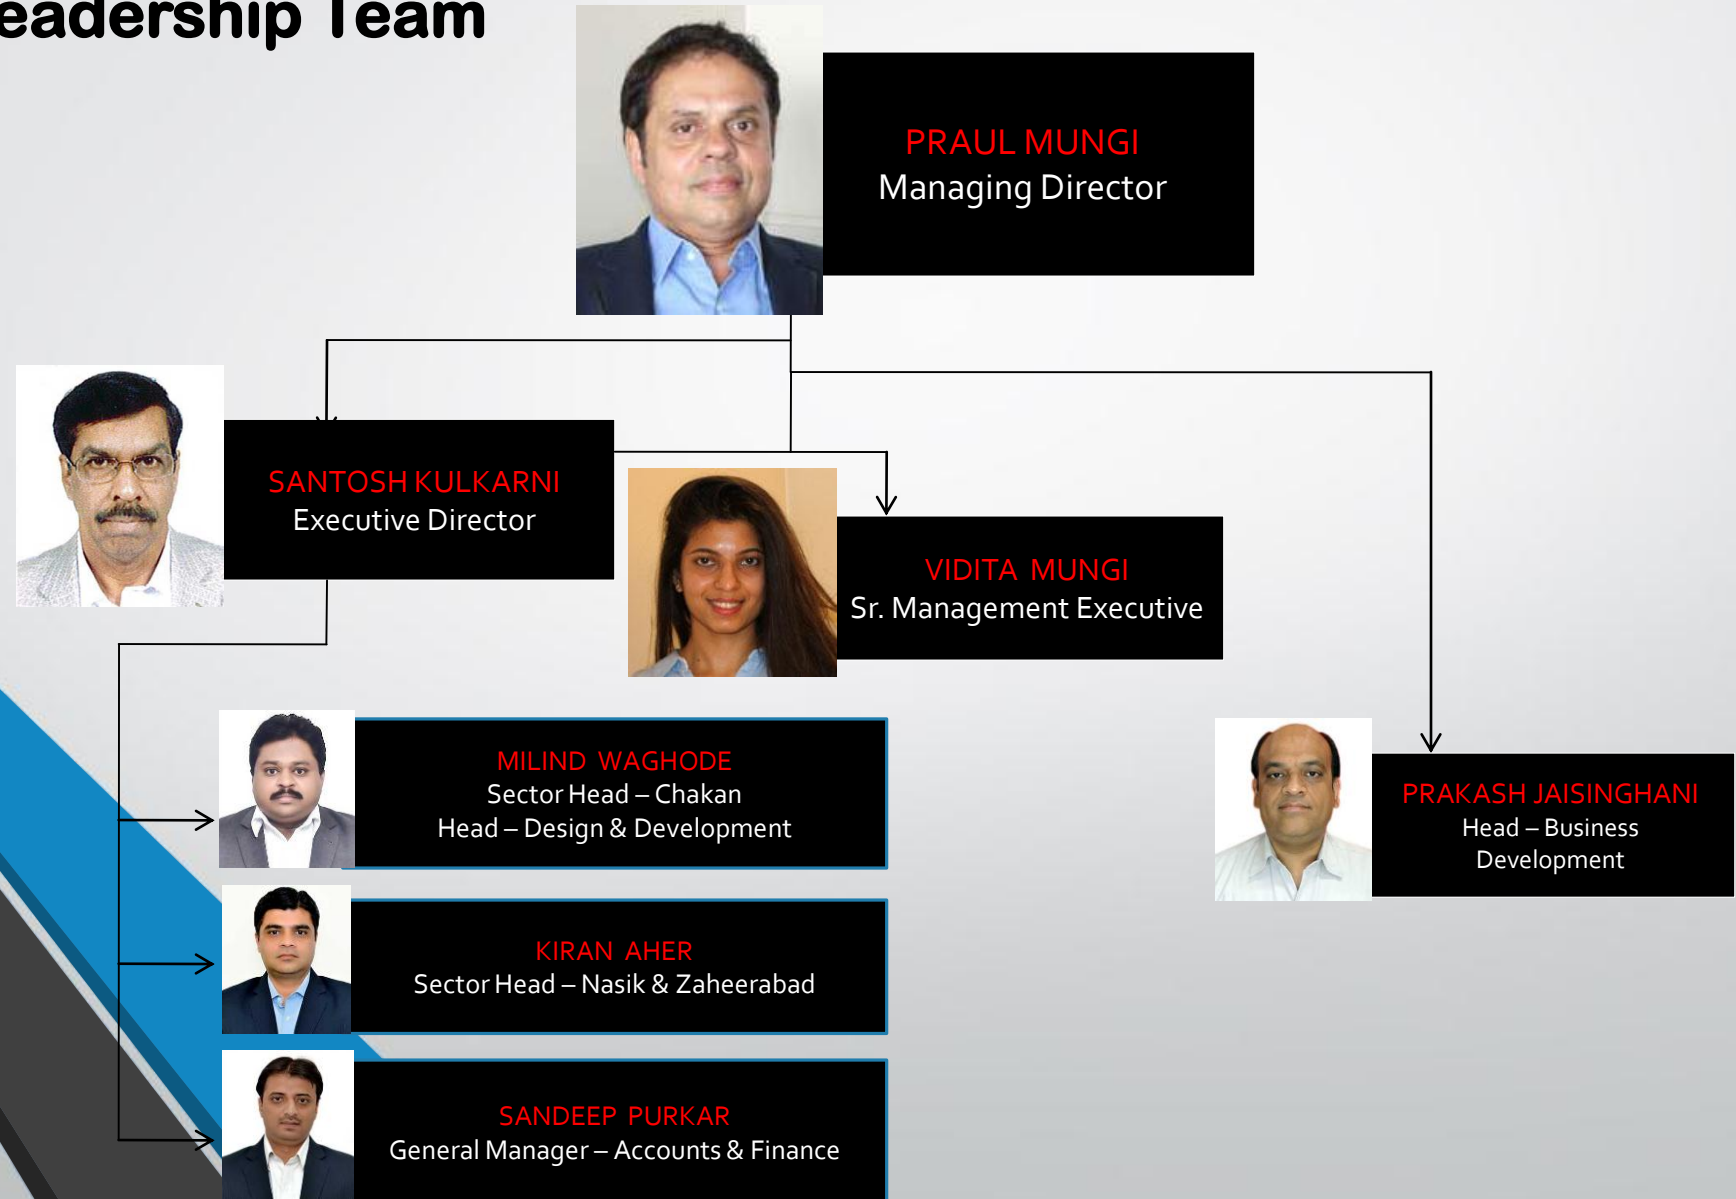 eadership Team
PRAUL MUNGI
Managing Director
SANTOSH KULKARNI
Executive Director
VIDITA MUNGI
Sr. Management Executive
MILIND WAGHODE
Sector Head – Chakan
Head – Design & Development
PRAKASH JAISINGHANI
Head – Business
Development
KIRAN AHER
Sector Head – Nasik & Zaheerabad
SANDEEP PURKAR
General Manager – Accounts & Finance